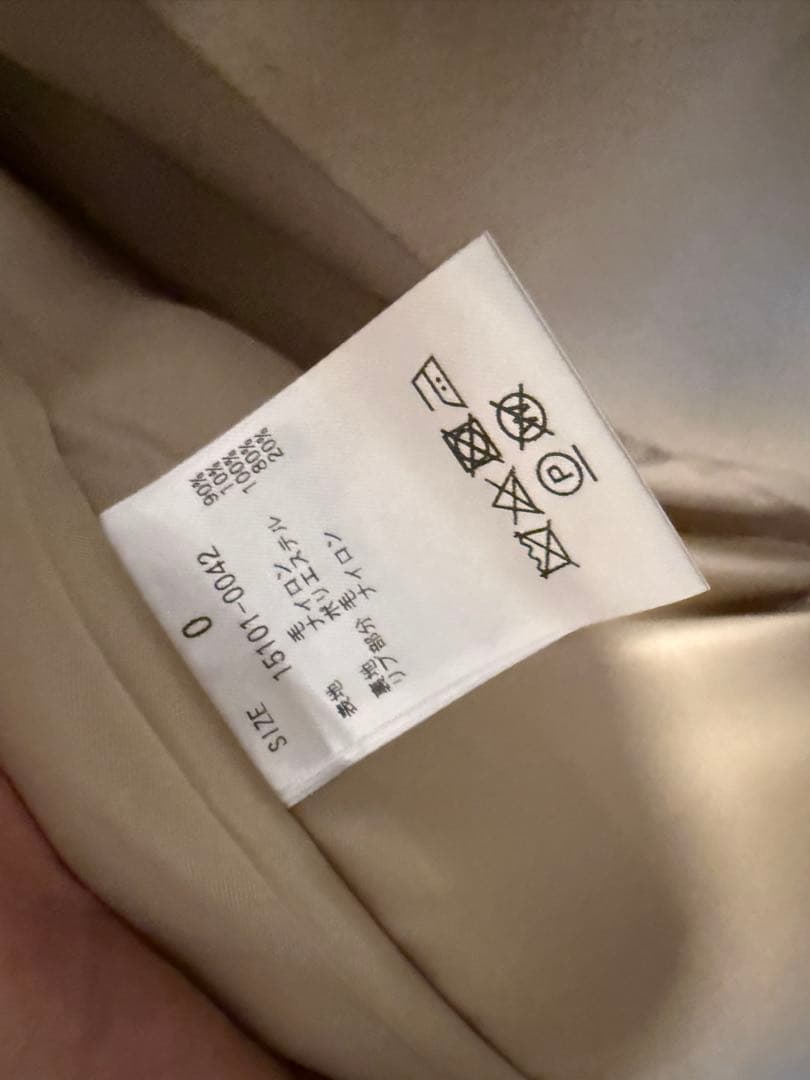 SIZE 0
15101-0042
表地 毛 90%
ナイロン 10%
裏地 ポリエステル 100%
リブ部分 毛 80%
ナイロン 20%
P
W